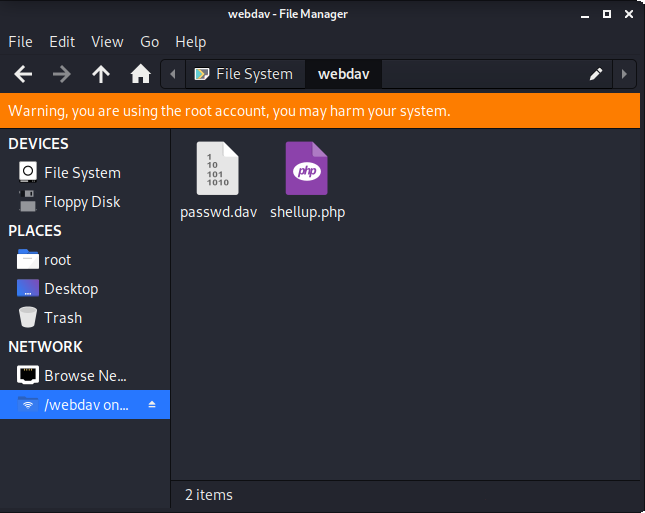 webdav - File Manager
File Edit View Go Help
File System webdav
Warning, you are using the root account, you may harm your system.
DEVICES
File System
Floppy Disk
PLACES
root
Desktop
Trash
NETWORK
Browse Ne...
/webdav on...
1
10
101
1010
passwd.dav
php
shellup.php
2 items